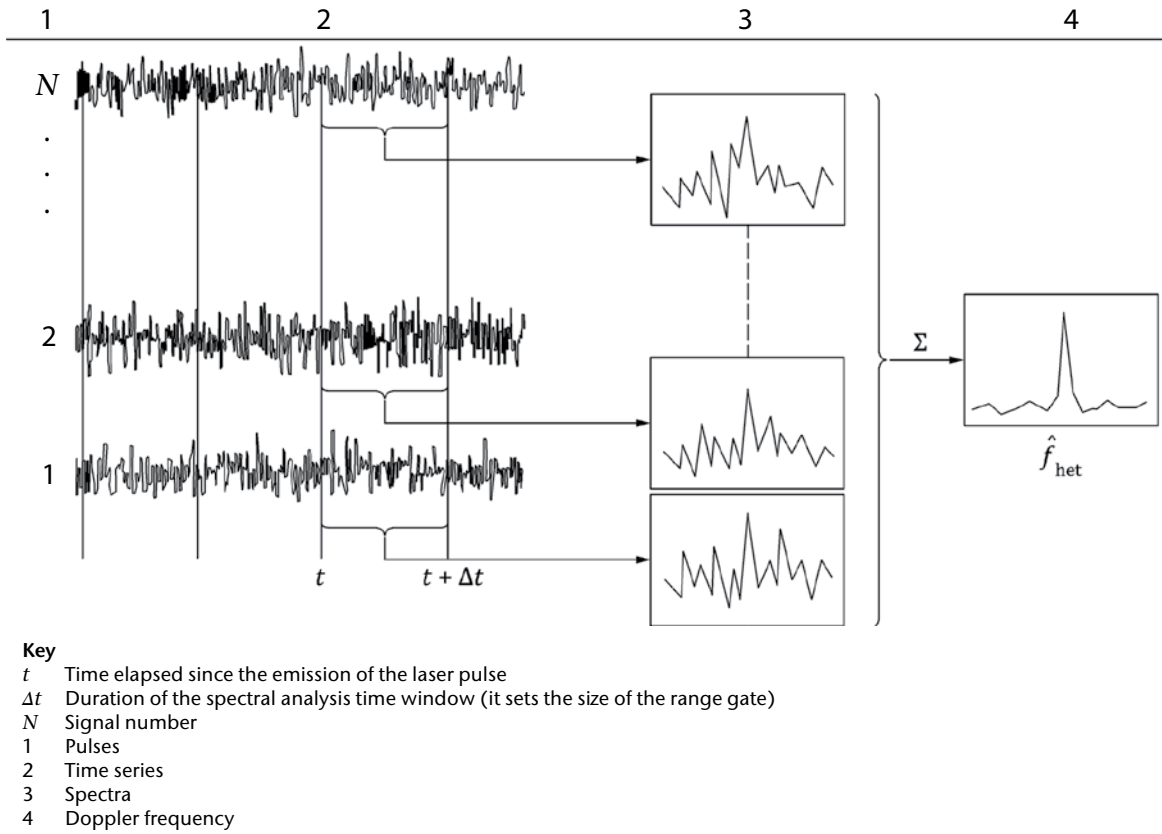 1 2 3 4
N
.
.
.
2
Σ
f̂ het
1
t t + Δt
Key
t Time elapsed since the emission of the laser pulse
Δt Duration of the spectral analysis time window (it sets the size of the range gate)
N Signal number
1 Pulses
2 Time series
3 Spectra
4 Doppler frequency